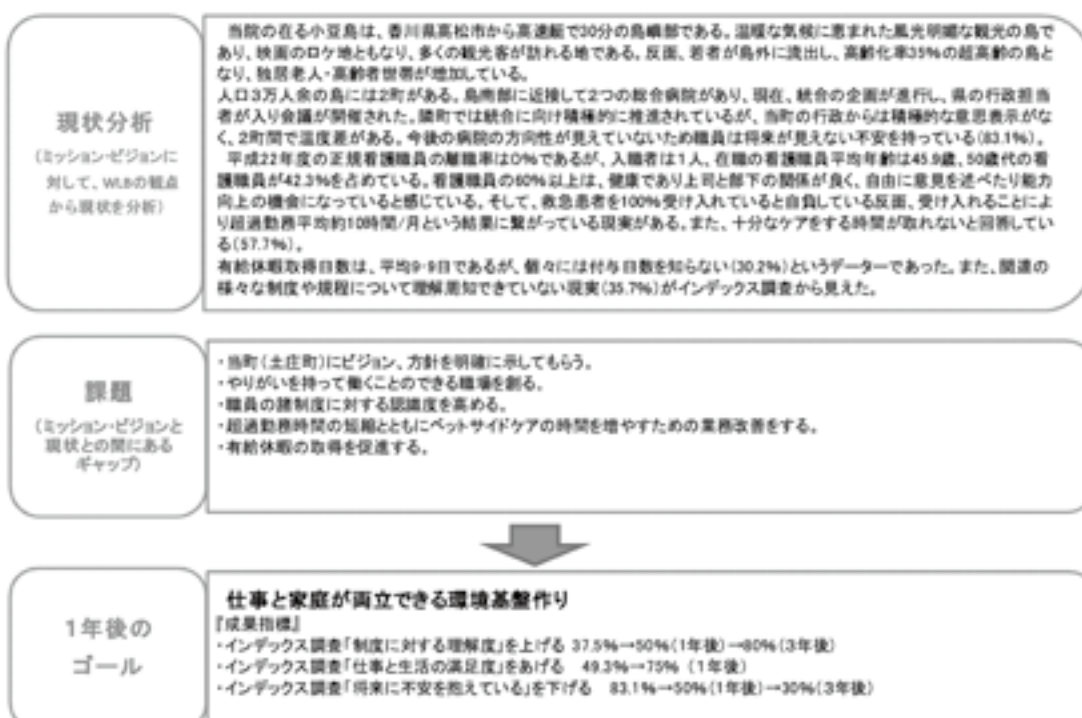 現状分析
(ミッション・ビジョンに
対して、WLBの観点
から現状を分析)
当院の在る小豆島は、香川県高松市から高速艇で30分の島嶼部である。温暖な気候に恵まれた風光明媚な観光の島で
あり、映画のロケ地ともなり、多くの観光客が訪れる地である。反面、若者が島外に流出し、高齢化率35%の超高齢の島と
なり、独居老人・高齢者世帯が増加している。
人口3万人余の島には2町がある。島南部に近接して2つの総合病院があり、現在、統合の企画が進行し、県の行政担当
者が入り会議が開催された。隣町では統合に向け積極的に推進されているが、当町の行政からは積極的な意思表示がな
く、2町間で温度差がある。今後の病院の方向性が見えていないため職員は将来が見えない不安を持っている(83.1%)。
平成22年度の正規看護職員の離職率は0%であるが、入職者は1人、在職の看護職員平均年齢は45.9歳、50歳代の看
護職員が42.3%を占めている。看護職員の60%以上は、健康であり上司と部下の関係が良く、自由に意見を述べたり能力
向上の機会になっていると感じている。そして、救急患者を100%受け入れていると自負している反面、受け入れることによ
り超過勤務平均約10時間/月という結果に繋がっている現実がある。また、十分なケアをする時間が取れないと回答してい
る(57.7%)。
有給休暇取得日数は、平均9・9日であるが、個々には付与日数を知らない(30.2%)というデーターであった。また、関連の
様々な制度や規程について理解周知できていない現実(35.7%)がインデックス調査から見えた。
課題
(ミッション・ビジョンと
現状との間にある
ギャップ)
・当町(土庄町)にビジョン、方針を明確に示してもらう。
・やりがいを持って働くことのできる職場を創る。
・職員の諸制度に対する認識度を高める。
・超過勤務時間の短縮とともにベットサイドケアの時間を増やすための業務改善をする。
・有給休暇の取得を促進する。
1年後の
ゴール
仕事と家庭が両立できる環境基盤作り
『成果指標』
・インデックス調査「制度に対する理解度」を上げる 37.5%→50%(1年後)→80%(3年後)
・インデックス調査「仕事と生活の満足度」をあげる 49.3%→75% (1年後)
・インデックス調査「将来に不安を抱えている」を下げる 83.1%→50%(1年後)→30%(3年後)